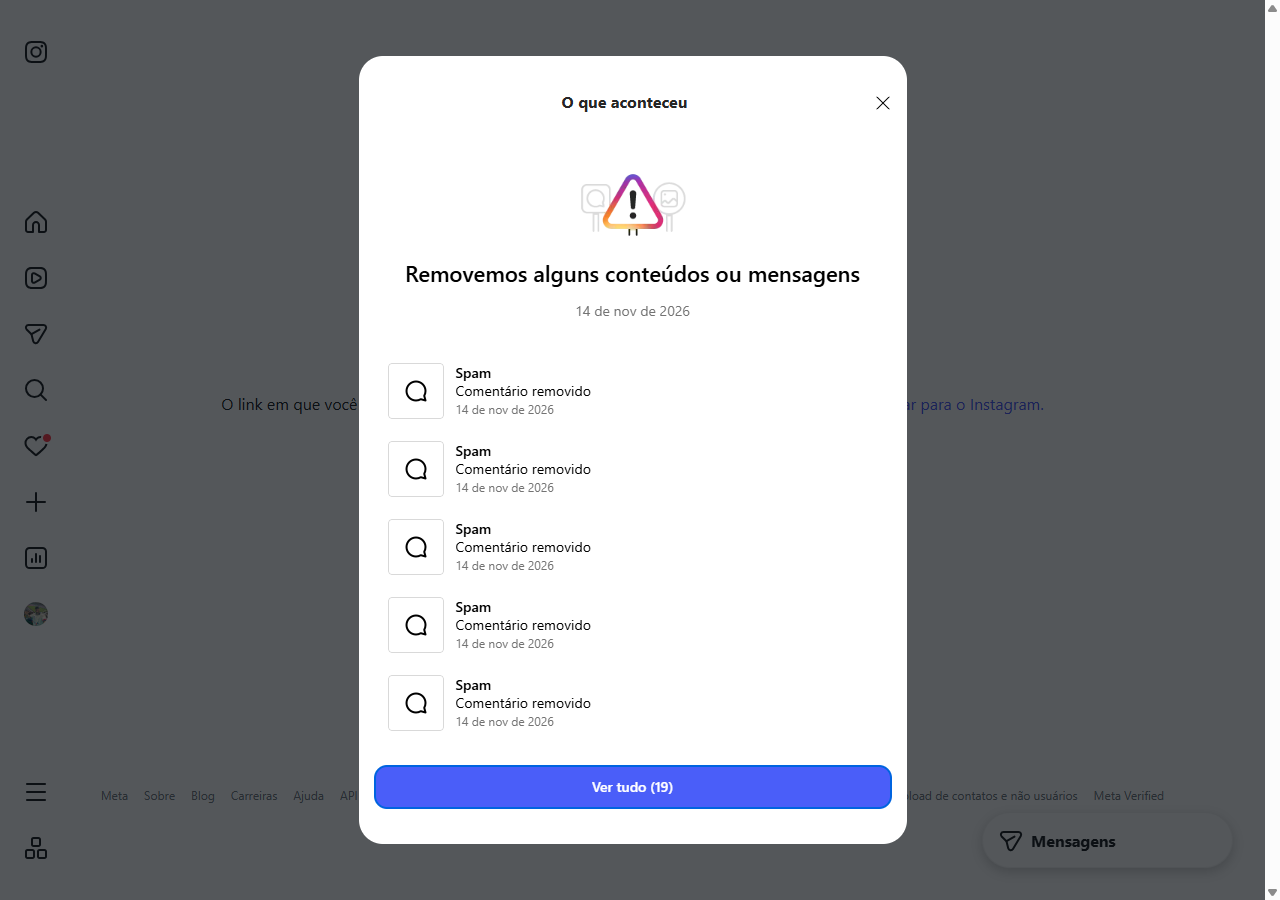 O que aconteceu
Removemos alguns conteúdos ou mensagens
14 de nov de 2026
Spam
Comentário removido
14 de nov de 2026
Spam
Comentário removido
14 de nov de 2026
O link em que você
ar para o Instagram.
Spam
Comentário removido
14 de nov de 2026
Spam
Comentário removido
14 de nov de 2026
Spam
Comentário removido
14 de nov de 2026
Ver tudo (19)
Meta Sobre Blog Carreiras Ajuda API
load de contatos e não usuários Meta Verified
Mensagens